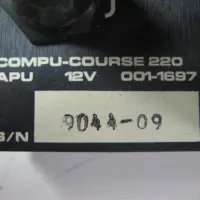 COMPU-COURSE 220
APU 12V 001-1697
S/N 9044-09